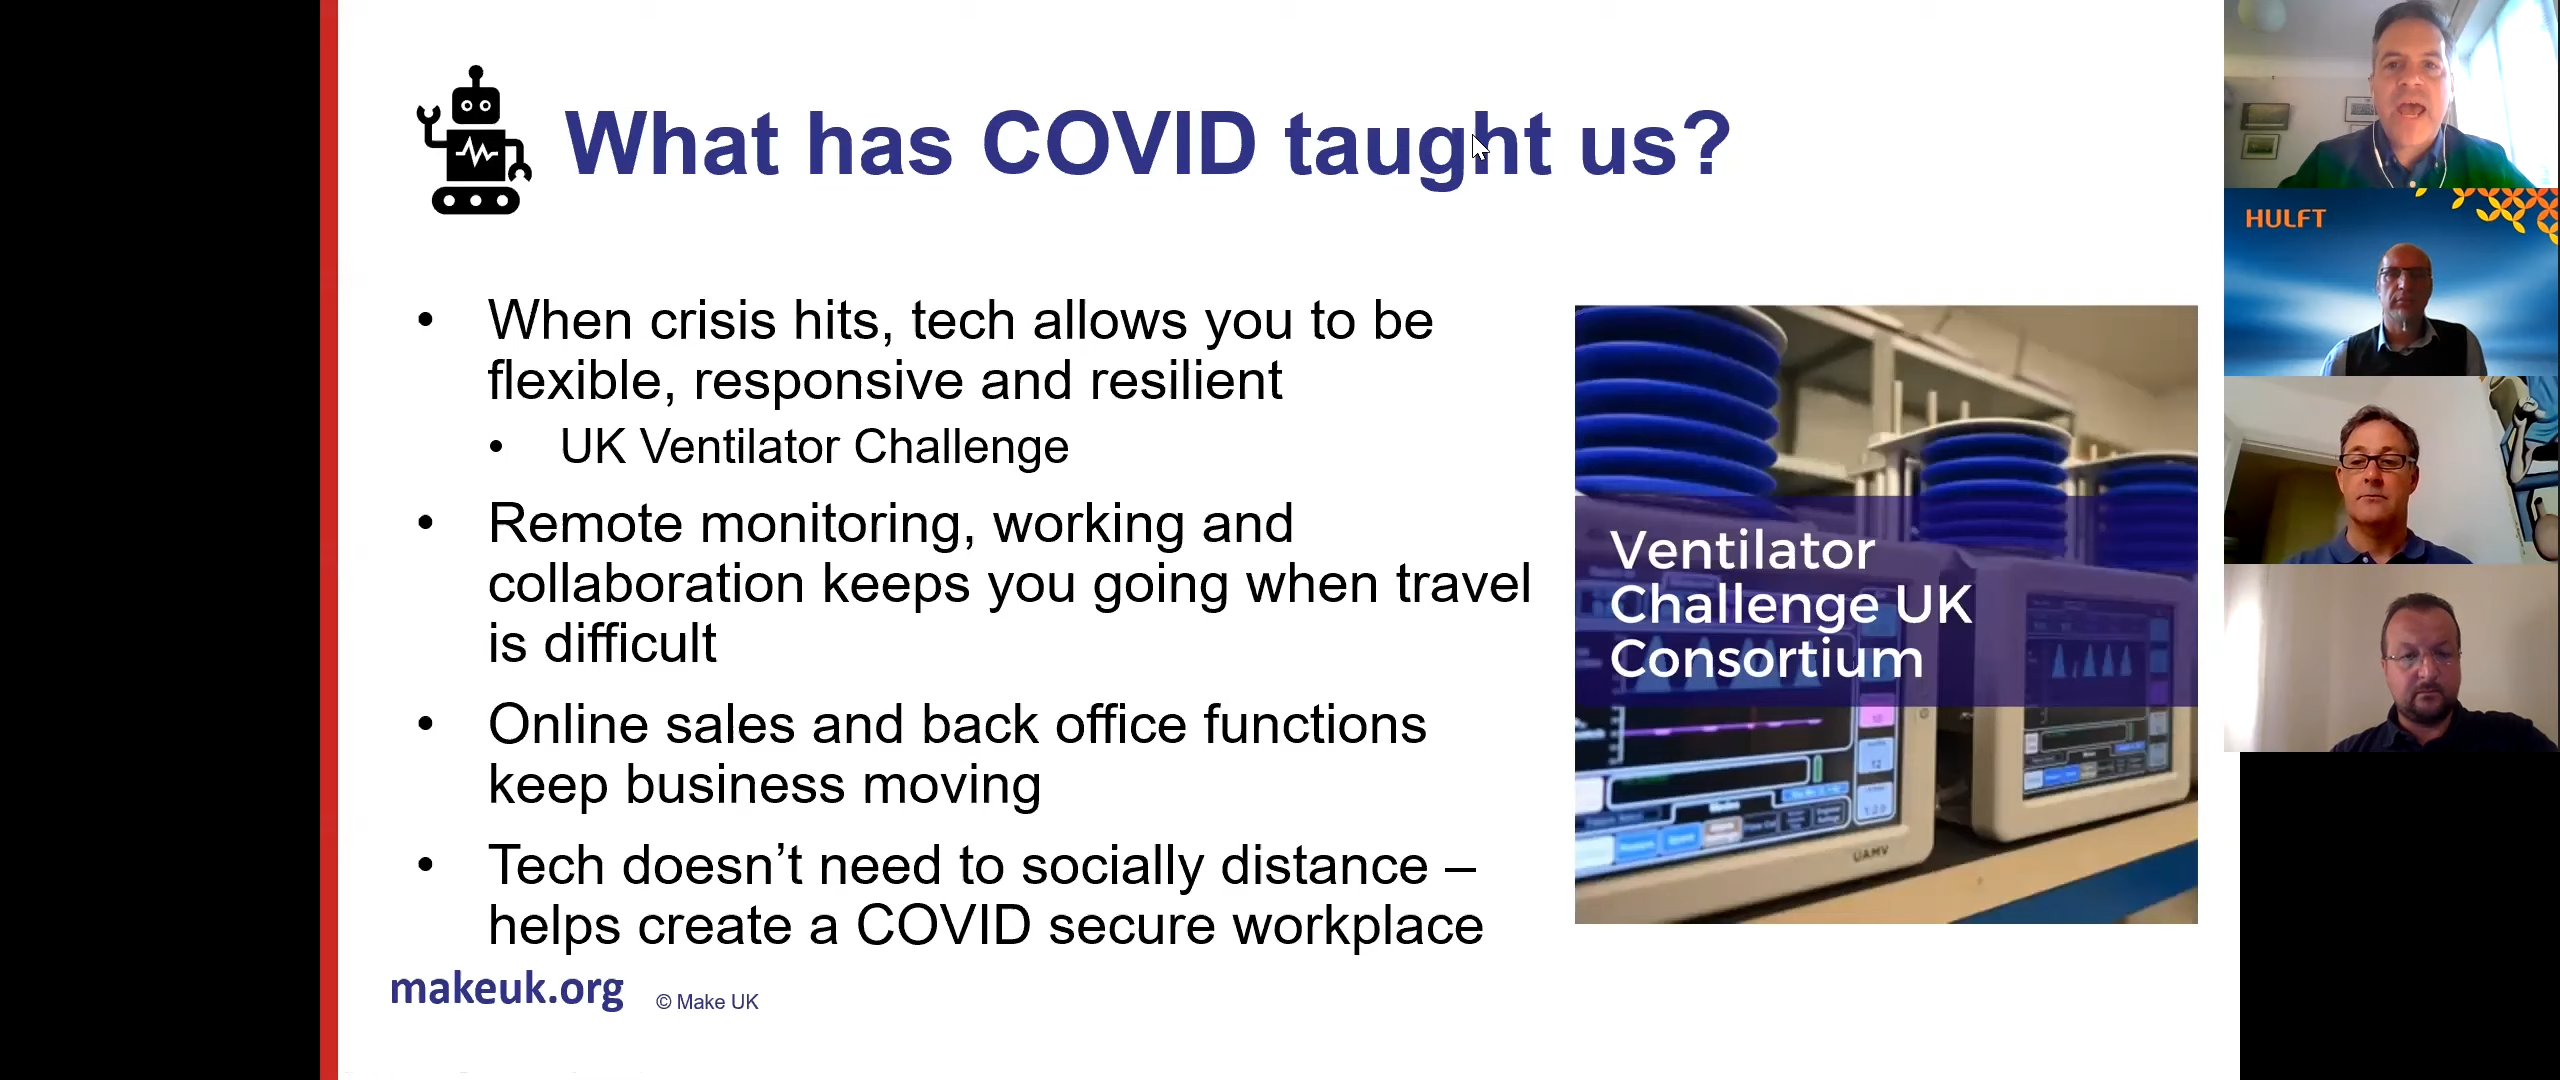 What has COVID taught us?
• When crisis hits, tech allows you to be
flexible, responsive and resilient
• UK Ventilator Challenge
• Remote monitoring, working and
collaboration keeps you going when travel
is difficult
• Online sales and back office functions
keep business moving
• Tech doesn’t need to socially distance –
helps create a COVID secure workplace
makeuk.org
© Make UK
Ventilator
Challenge UK
Consortium
HULFT